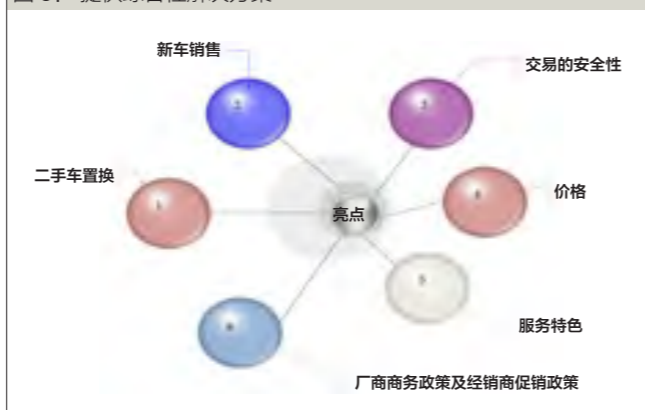 新车销售
交易的安全性
二手车置换
价格
亮点
服务特色
厂商商务政策及经销商促销政策